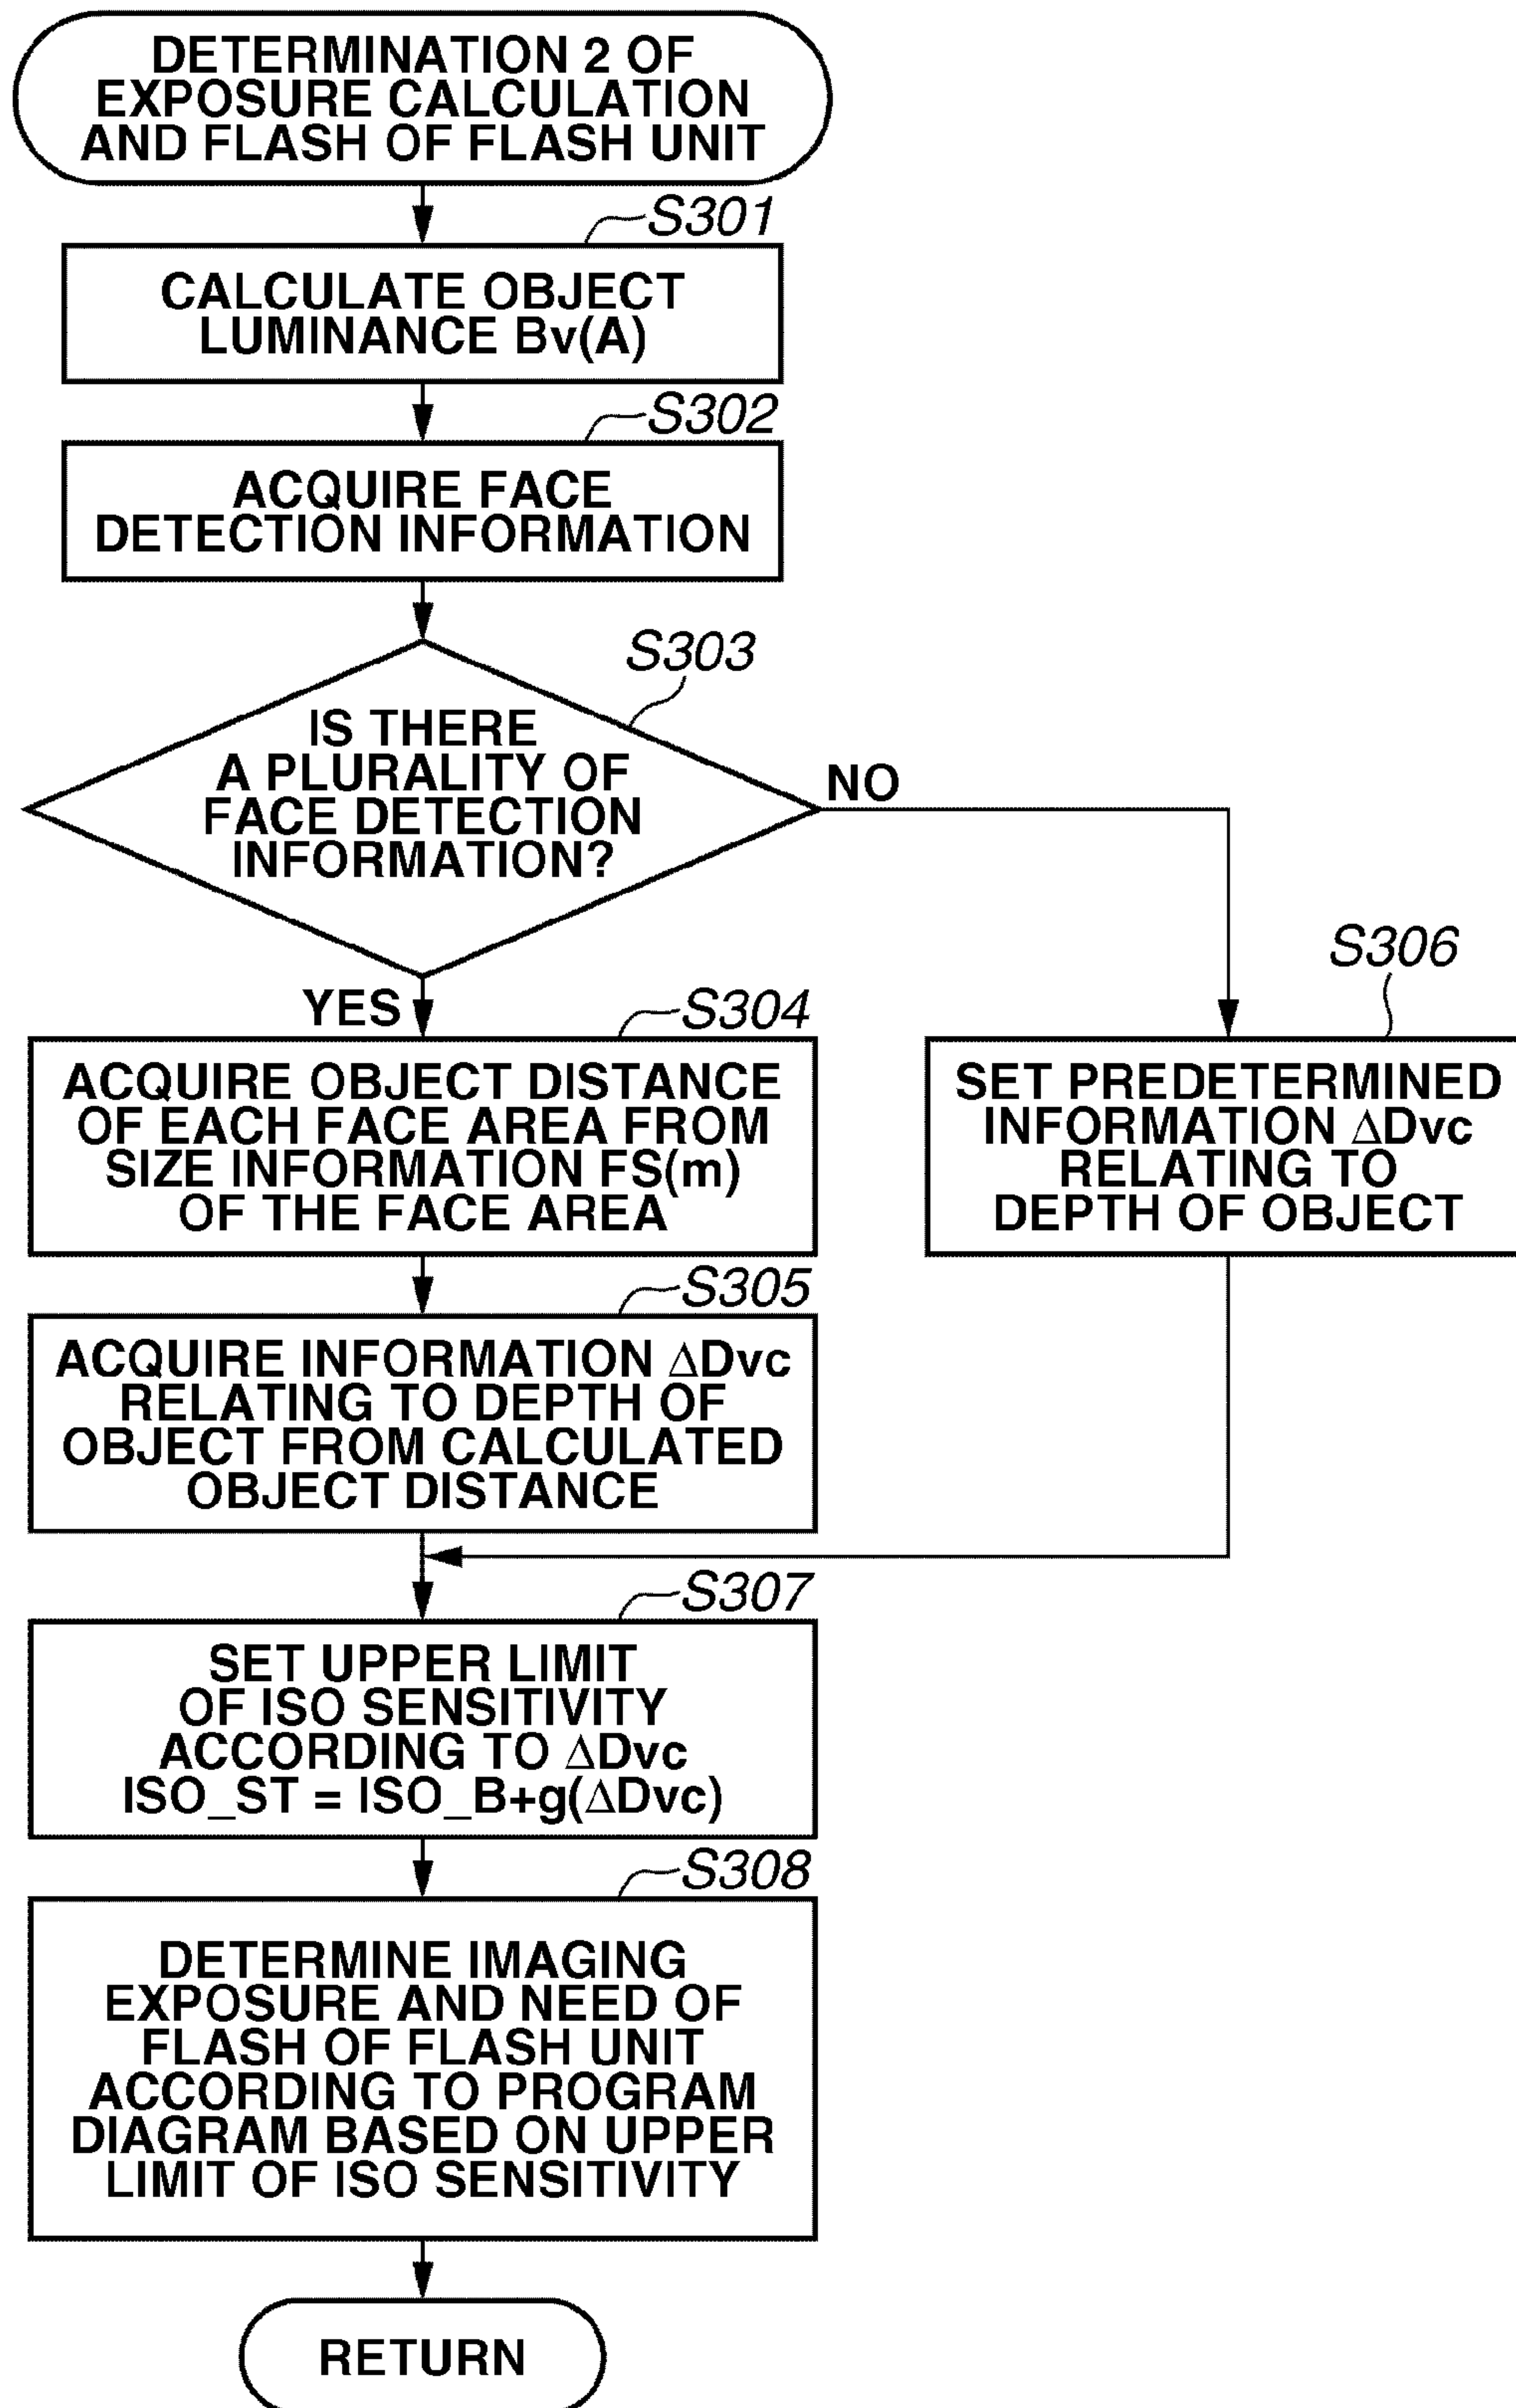 DETERMINATION 2 OF
EXPOSURE CALCULATION
AND FLASH OF FLASH UNIT
S301
CALCULATE OBJECT
LUMINANCE Bv(A)
S302
ACQUIRE FACE
DETECTION INFORMATION
S303
IS THERE
A PLURALITY OF
FACE DETECTION
INFORMATION?
NO
YES
S304
ACQUIRE OBJECT DISTANCE
OF EACH FACE AREA FROM
SIZE INFORMATION FS(m)
OF THE FACE AREA
S306
SET PREDETERMINED
INFORMATION ΔDvc
RELATING TO
DEPTH OF OBJECT
S305
ACQUIRE INFORMATION ΔDvc
RELATING TO DEPTH OF
OBJECT FROM CALCULATED
OBJECT DISTANCE
S307
SET UPPER LIMIT
OF ISO SENSITIVITY
ACCORDING TO ΔDvc
ISO_ST = ISO_B+g(ΔDvc)
S308
DETERMINE IMAGING
EXPOSURE AND NEED OF
FLASH OF FLASH UNIT
ACCORDING TO PROGRAM
DIAGRAM BASED ON UPPER
LIMIT OF ISO SENSITIVITY
RETURN